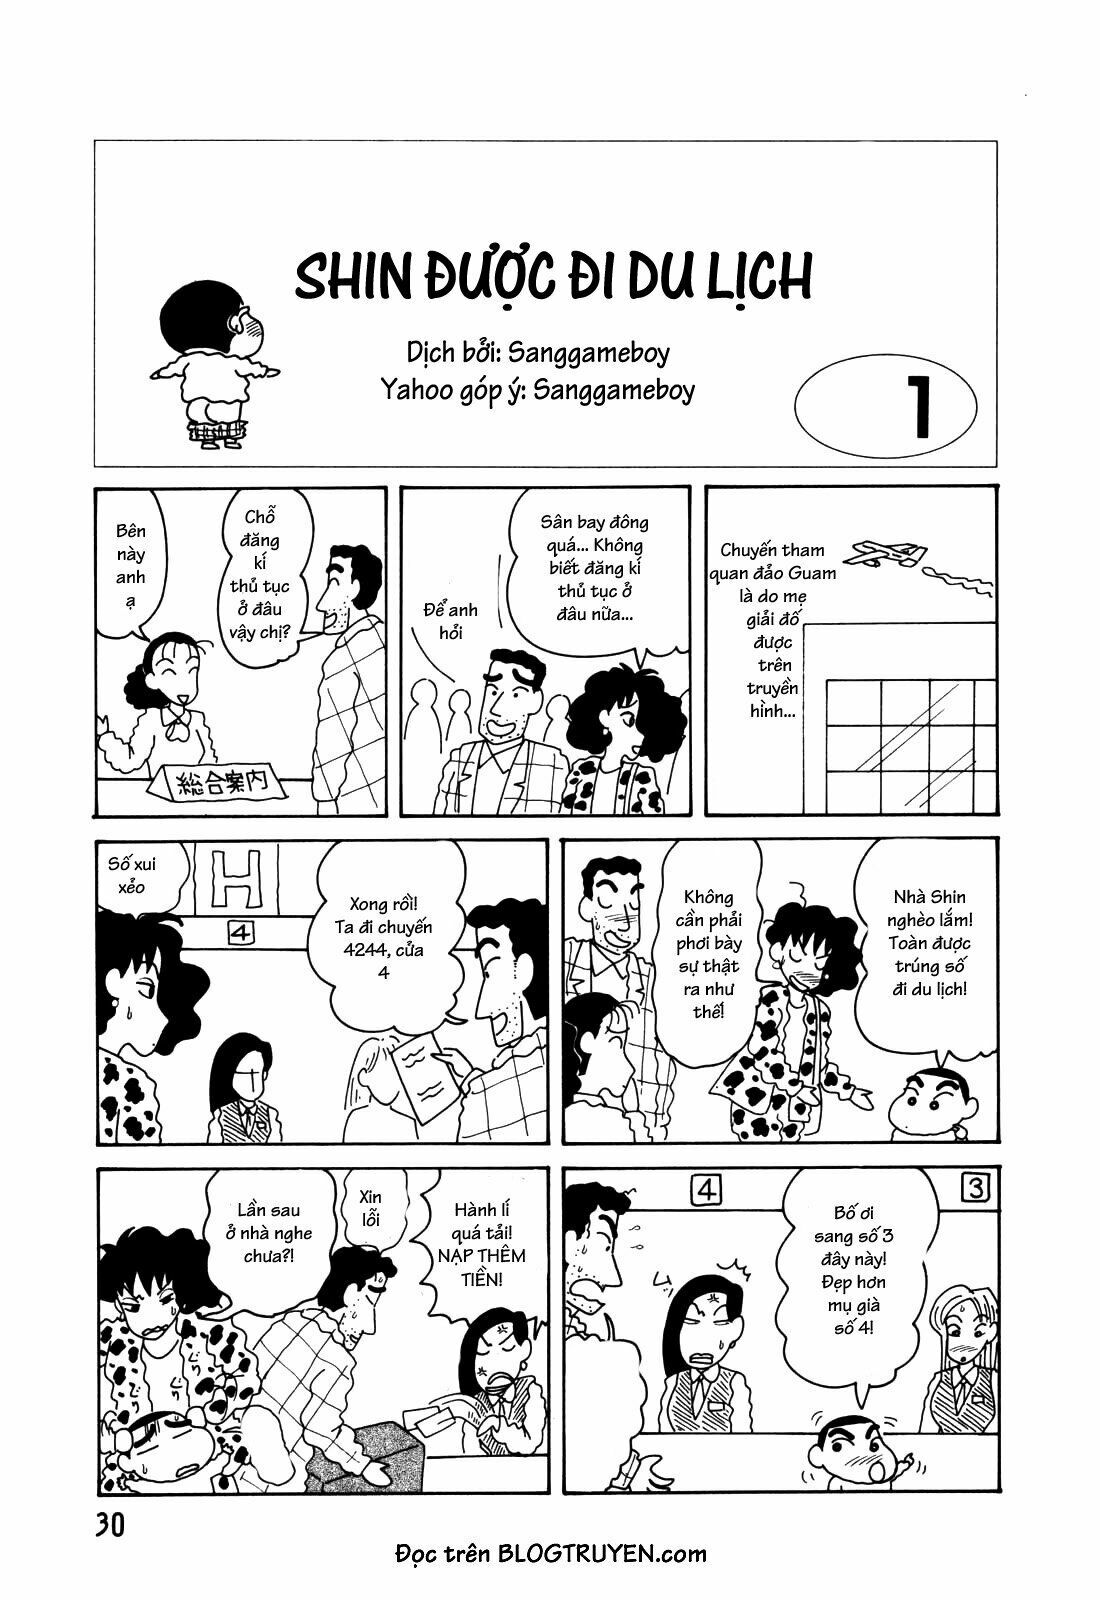 SHIN ĐƯỢC ĐI DU LỊCH
Dịch bởi: Sanggameboy
Yahoo góp ý: Sanggameboy
1
Chuyến tham
quan đảo Guam
là do mẹ
giải đố
được
trên
truyền
hình...
Sân bay đông
quá... Không
biết đăng kí
thủ tục ở
đâu nữa...
Để anh
hỏi
Chỗ
đăng
kí
thủ tục
ở đâu
vậy chị?
Bên
này
anh
ạ
総合案内
Nhà Shin
nghèo lắm!
Toàn được
trúng số
đi du lịch!
Không
cần phải
phơi bày
sự thật
ra như
thế!
Xong rồi!
Ta đi chuyến
4244, cửa
4
Số xui
xẻo
H
4
3
4
Bố ơi
sang số 3
đây này!
Đẹp hơn
mụ già
số 4!
Hành lí
quá tải!
NẠP THÊM
TIỀN!
Xin
lỗi
Lần sau
ở nhà nghe
chưa?!
ぐりぐり
30
Đọc trên BLOGTRUYEN.com